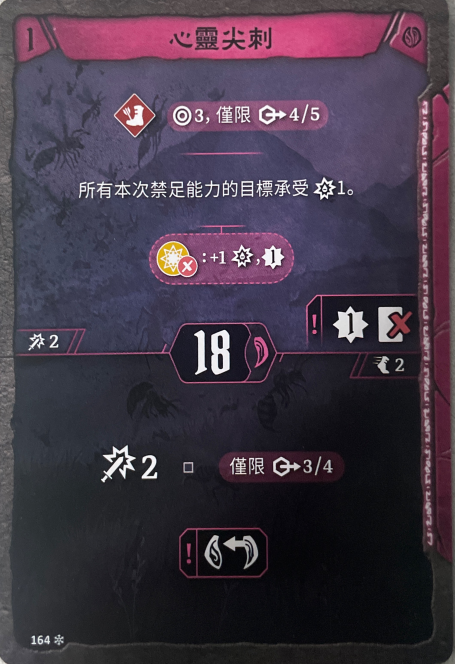 1 心靈尖刺
3, 僅限 4/5
所有本次禁足能力的目標承受 1。
: +1 , 1
! 1
2
18
2
2 僅限 3/4
!
164